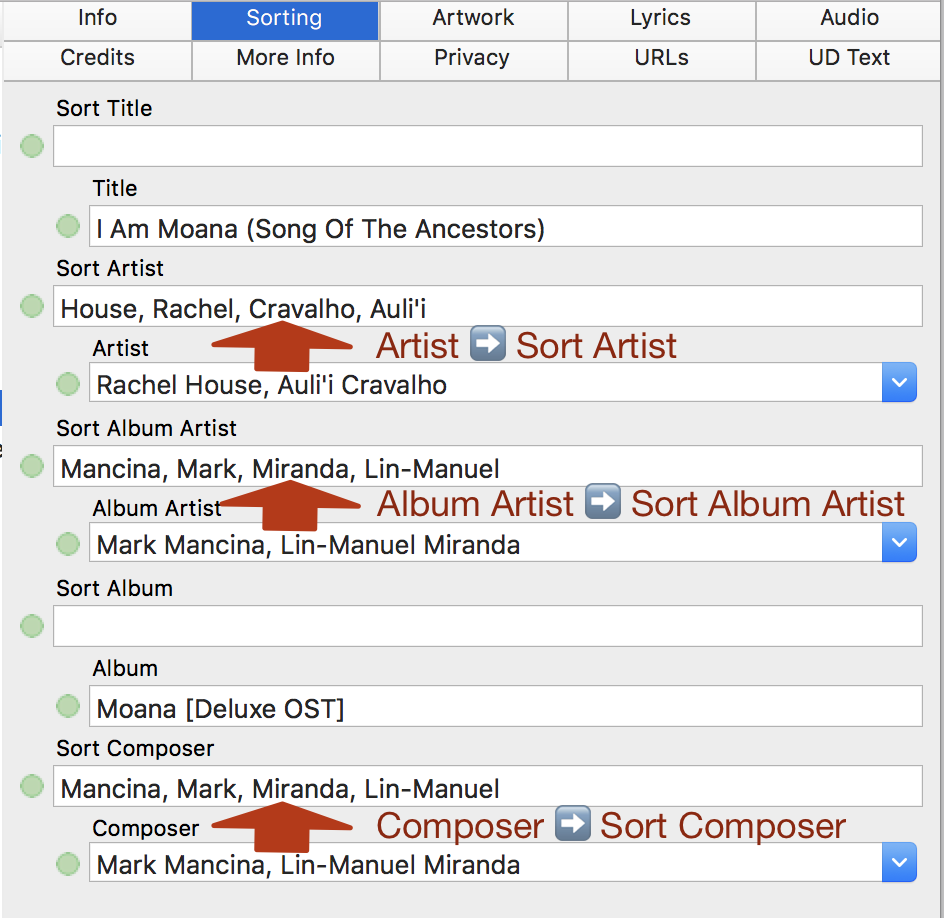 Info Sorting Artwork Lyrics Audio
Credits More Info Privacy URLs UD Text
Sort Title
Title
I Am Moana (Song Of The Ancestors)
Sort Artist
House, Rachel, Cravalho, Auli'i
Artist
Artist ➡ Sort Artist
Rachel House, Auli'i Cravalho
Sort Album Artist
Mancina, Mark, Miranda, Lin-Manuel
Album Artist
Album Artist ➡ Sort Album Artist
Mark Mancina, Lin-Manuel Miranda
Sort Album
Album
Moana [Deluxe OST]
Sort Composer
Mancina, Mark, Miranda, Lin-Manuel
Composer
Composer ➡ Sort Composer
Mark Mancina, Lin-Manuel Miranda